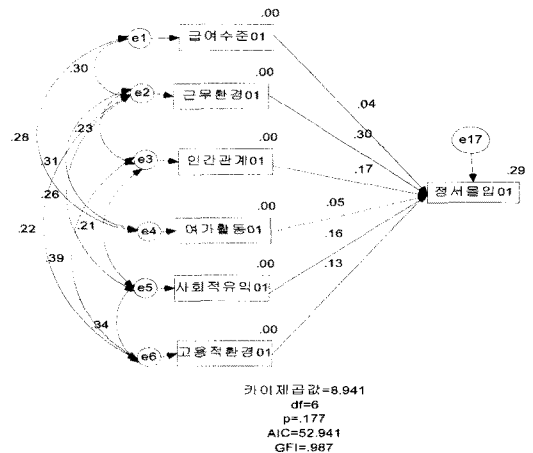 .00
e1 급여수준01
.30
.00
e2 근무환경01
.04
.23
.30
.00
e17
.28
.31
e3 인간관계01
.17
.29
정서몰입01
.26
.00
.05
.22
.21
e4 여가활동01
.16
.39
.00
.13
e5 사회적유익01
.34
.00
e6 고용적환경01
카이제곱값=8.941
df=6
p=.177
AIC=52.941
GFI=.987